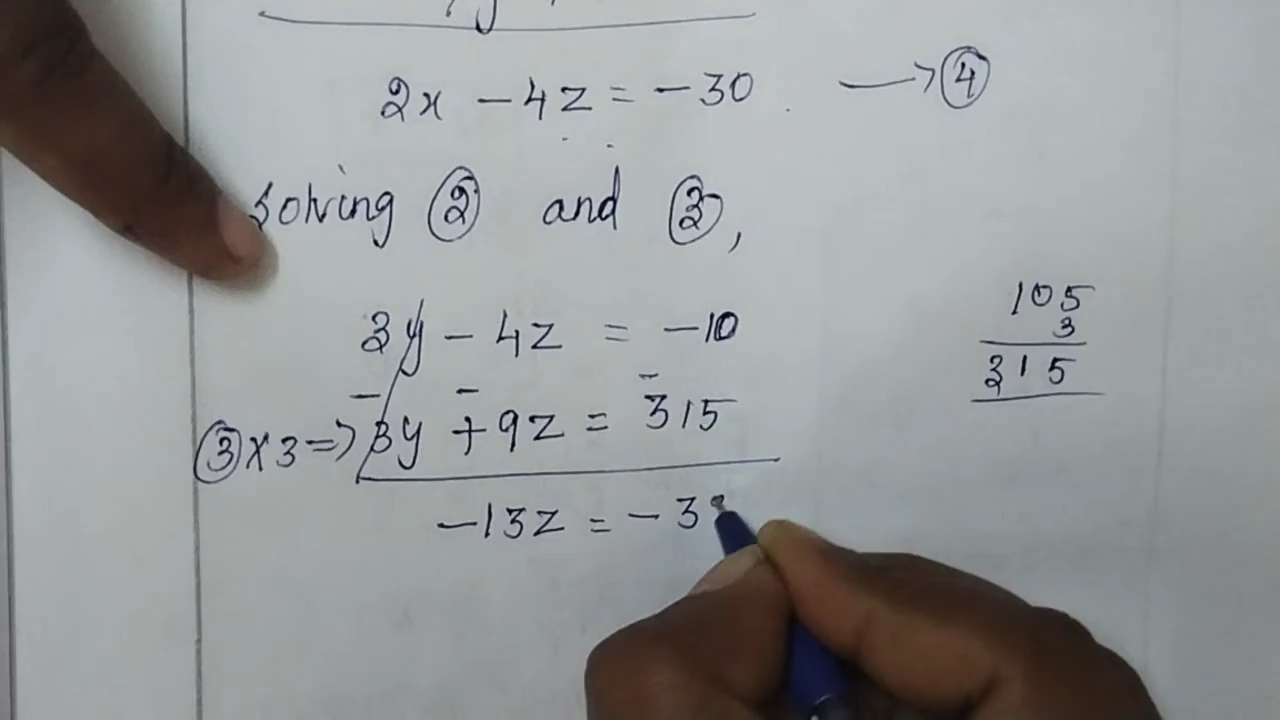 2x - 4z = -30 . → ④
solving ② and ③,
3y - 4z = -10
- - -
③ x 3 => 3y + 9z = 315
-13z = -3
105
3
315